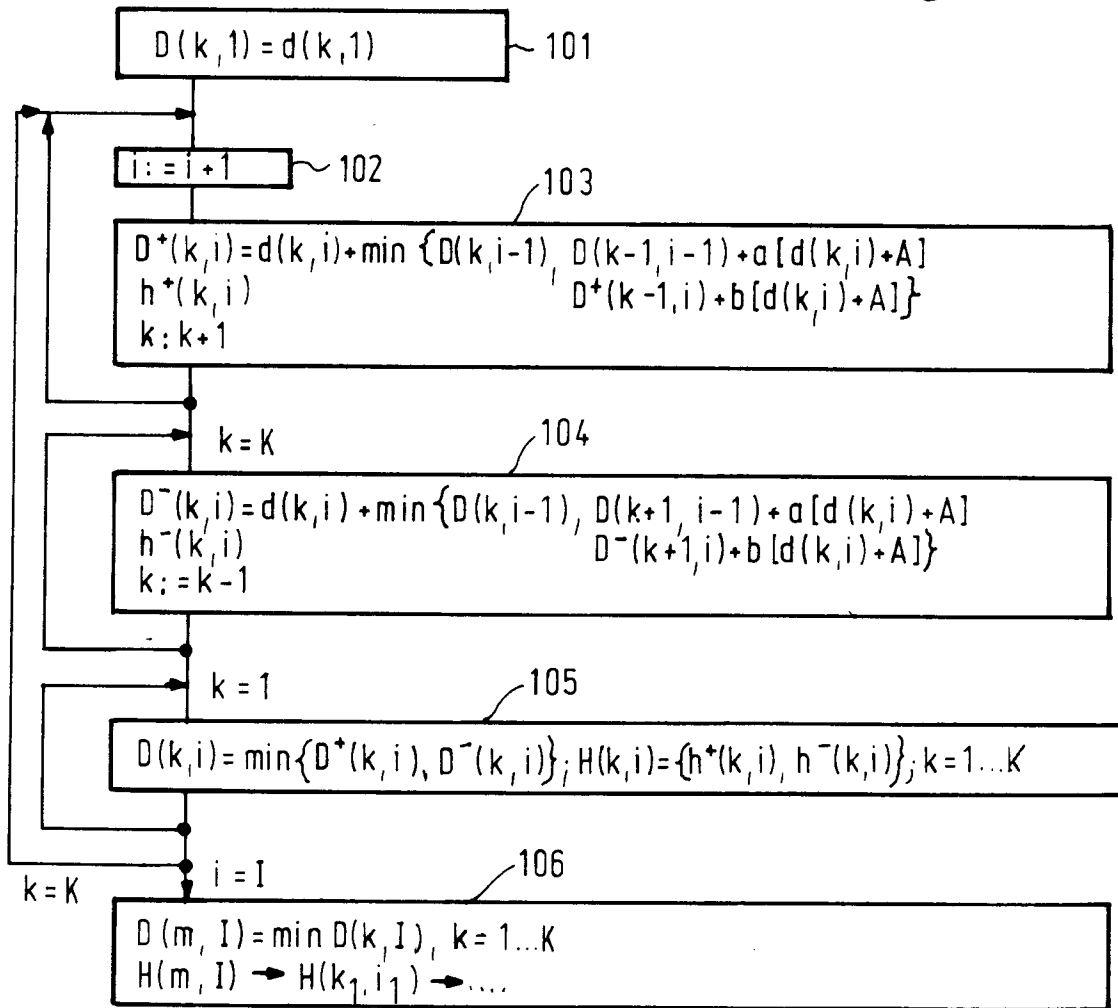 D(k,1)=d(k,1)
101
i:=i+1
102
103
D⁺(k,i)=d(k,i)+min{D(k,i-1), D(k-1,i-1)+a[d(k,i)+A]
h⁺(k,i) D⁺(k-1,i)+b[d(k,i)+A]}
k:k+1
k=K
104
D⁻(k,i)=d(k,i)+min{D(k,i-1), D(k+1,i-1)+a[d(k,i)+A]
h⁻(k,i) D⁻(k+1,i)+b[d(k,i)+A]}
k:=k-1
k=1
105
D(k,i)=min{D⁺(k,i), D⁻(k,i)}; H(k,i)={h⁺(k,i), h⁻(k,i)}; k=1...K
k=K
i=I
106
D(m,I)=min D(k,I), k=1...K
H(m,I) → H(k₁,i₁) → ....